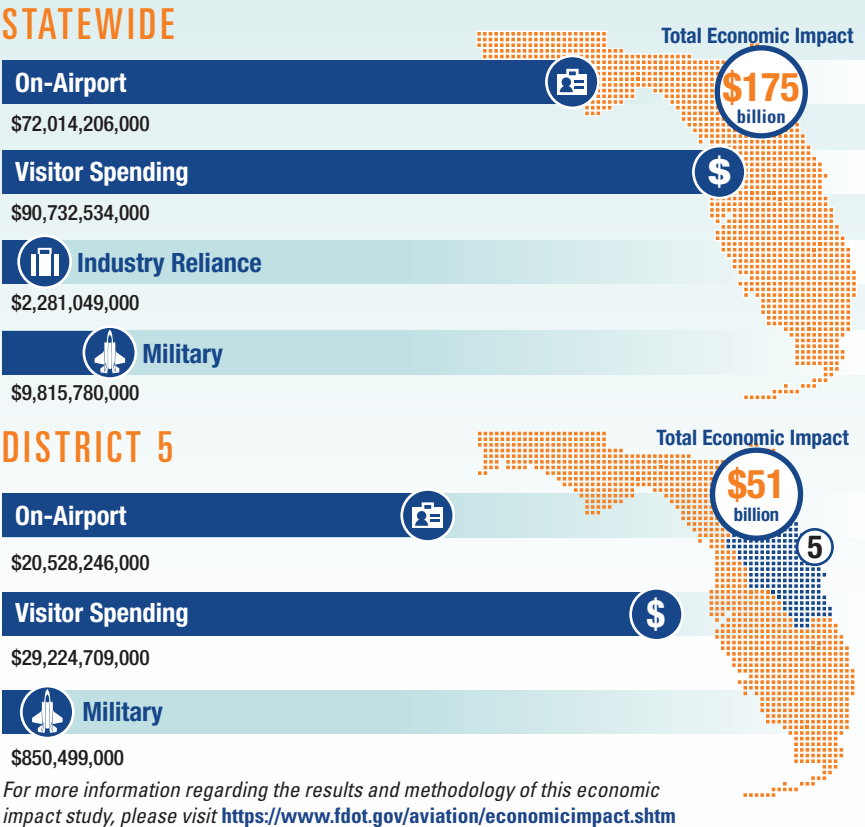 STATEWIDE
Total Economic Impact
$175
billion
On-Airport
$72,014,206,000
Visitor Spending
$
$90,732,534,000
Industry Reliance
$2,281,049,000
Military
$9,815,780,000
DISTRICT 5
Total Economic Impact
$51
billion
5
On-Airport
$20,528,246,000
Visitor Spending
$
$29,224,709,000
Military
$850,499,000
For more information regarding the results and methodology of this economic
impact study, please visit https://www.fdot.gov/aviation/economicimpact.shtm